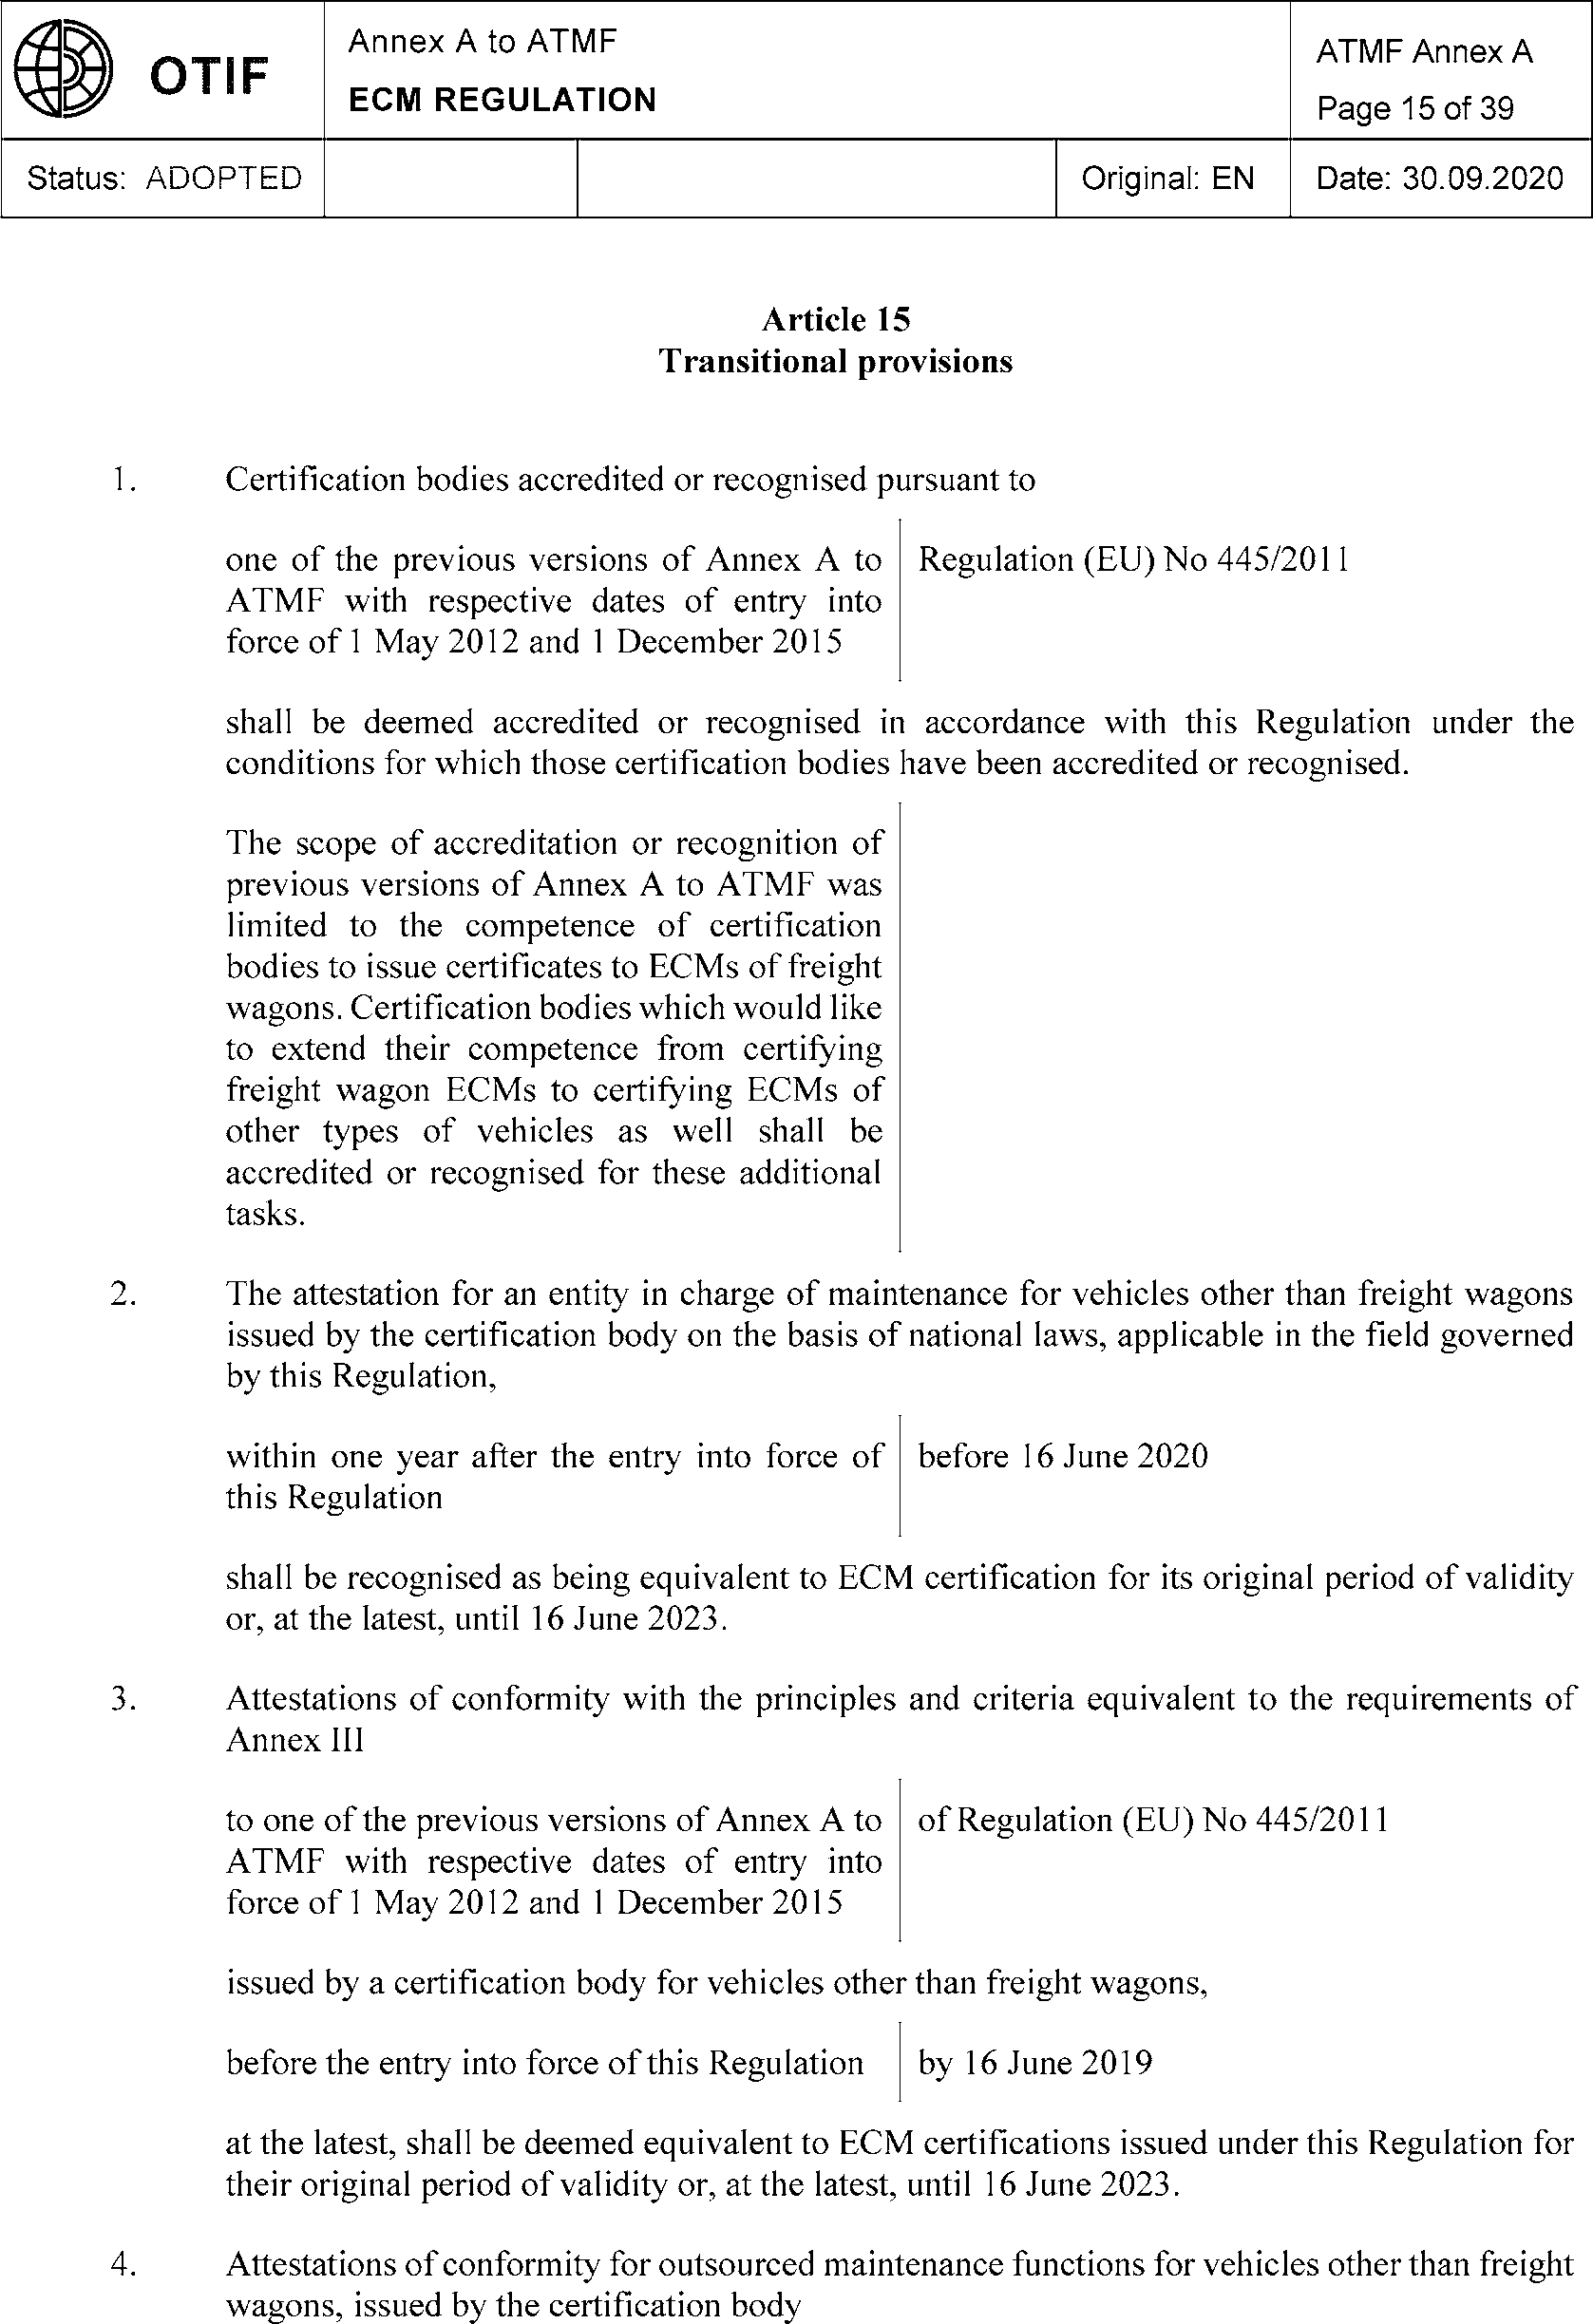 OTIF
Annex A to ATMF
ECM REGULATION
ATMF Annex A
Page 15 of 39
Status: ADOPTED
Original: EN
Date: 30.09.2020
Article 15
Transitional provisions
1. Certification bodies accredited or recognised pursuant to
one of the previous versions of Annex A to
ATMF with respective dates of entry into
force of 1 May 2012 and 1 December 2015
Regulation (EU) No 445/2011
shall be deemed accredited or recognised in accordance with this Regulation under the
conditions for which those certification bodies have been accredited or recognised.
The scope of accreditation or recognition of
previous versions of Annex A to ATMF was
limited to the competence of certification
bodies to issue certificates to ECMs of freight
wagons. Certification bodies which would like
to extend their competence from certifying
freight wagon ECMs to certifying ECMs of
other types of vehicles as well shall be
accredited or recognised for these additional
tasks.
2. The attestation for an entity in charge of maintenance for vehicles other than freight wagons
issued by the certification body on the basis of national laws, applicable in the field governed
by this Regulation,
within one year after the entry into force of
this Regulation
before 16 June 2020
shall be recognised as being equivalent to ECM certification for its original period of validity
or, at the latest, until 16 June 2023.
3. Attestations of conformity with the principles and criteria equivalent to the requirements of
Annex III
to one of the previous versions of Annex A to
ATMF with respective dates of entry into
force of 1 May 2012 and 1 December 2015
of Regulation (EU) No 445/2011
issued by a certification body for vehicles other than freight wagons,
before the entry into force of this Regulation
by 16 June 2019
at the latest, shall be deemed equivalent to ECM certifications issued under this Regulation for
their original period of validity or, at the latest, until 16 June 2023.
4. Attestations of conformity for outsourced maintenance functions for vehicles other than freight
wagons, issued by the certification body